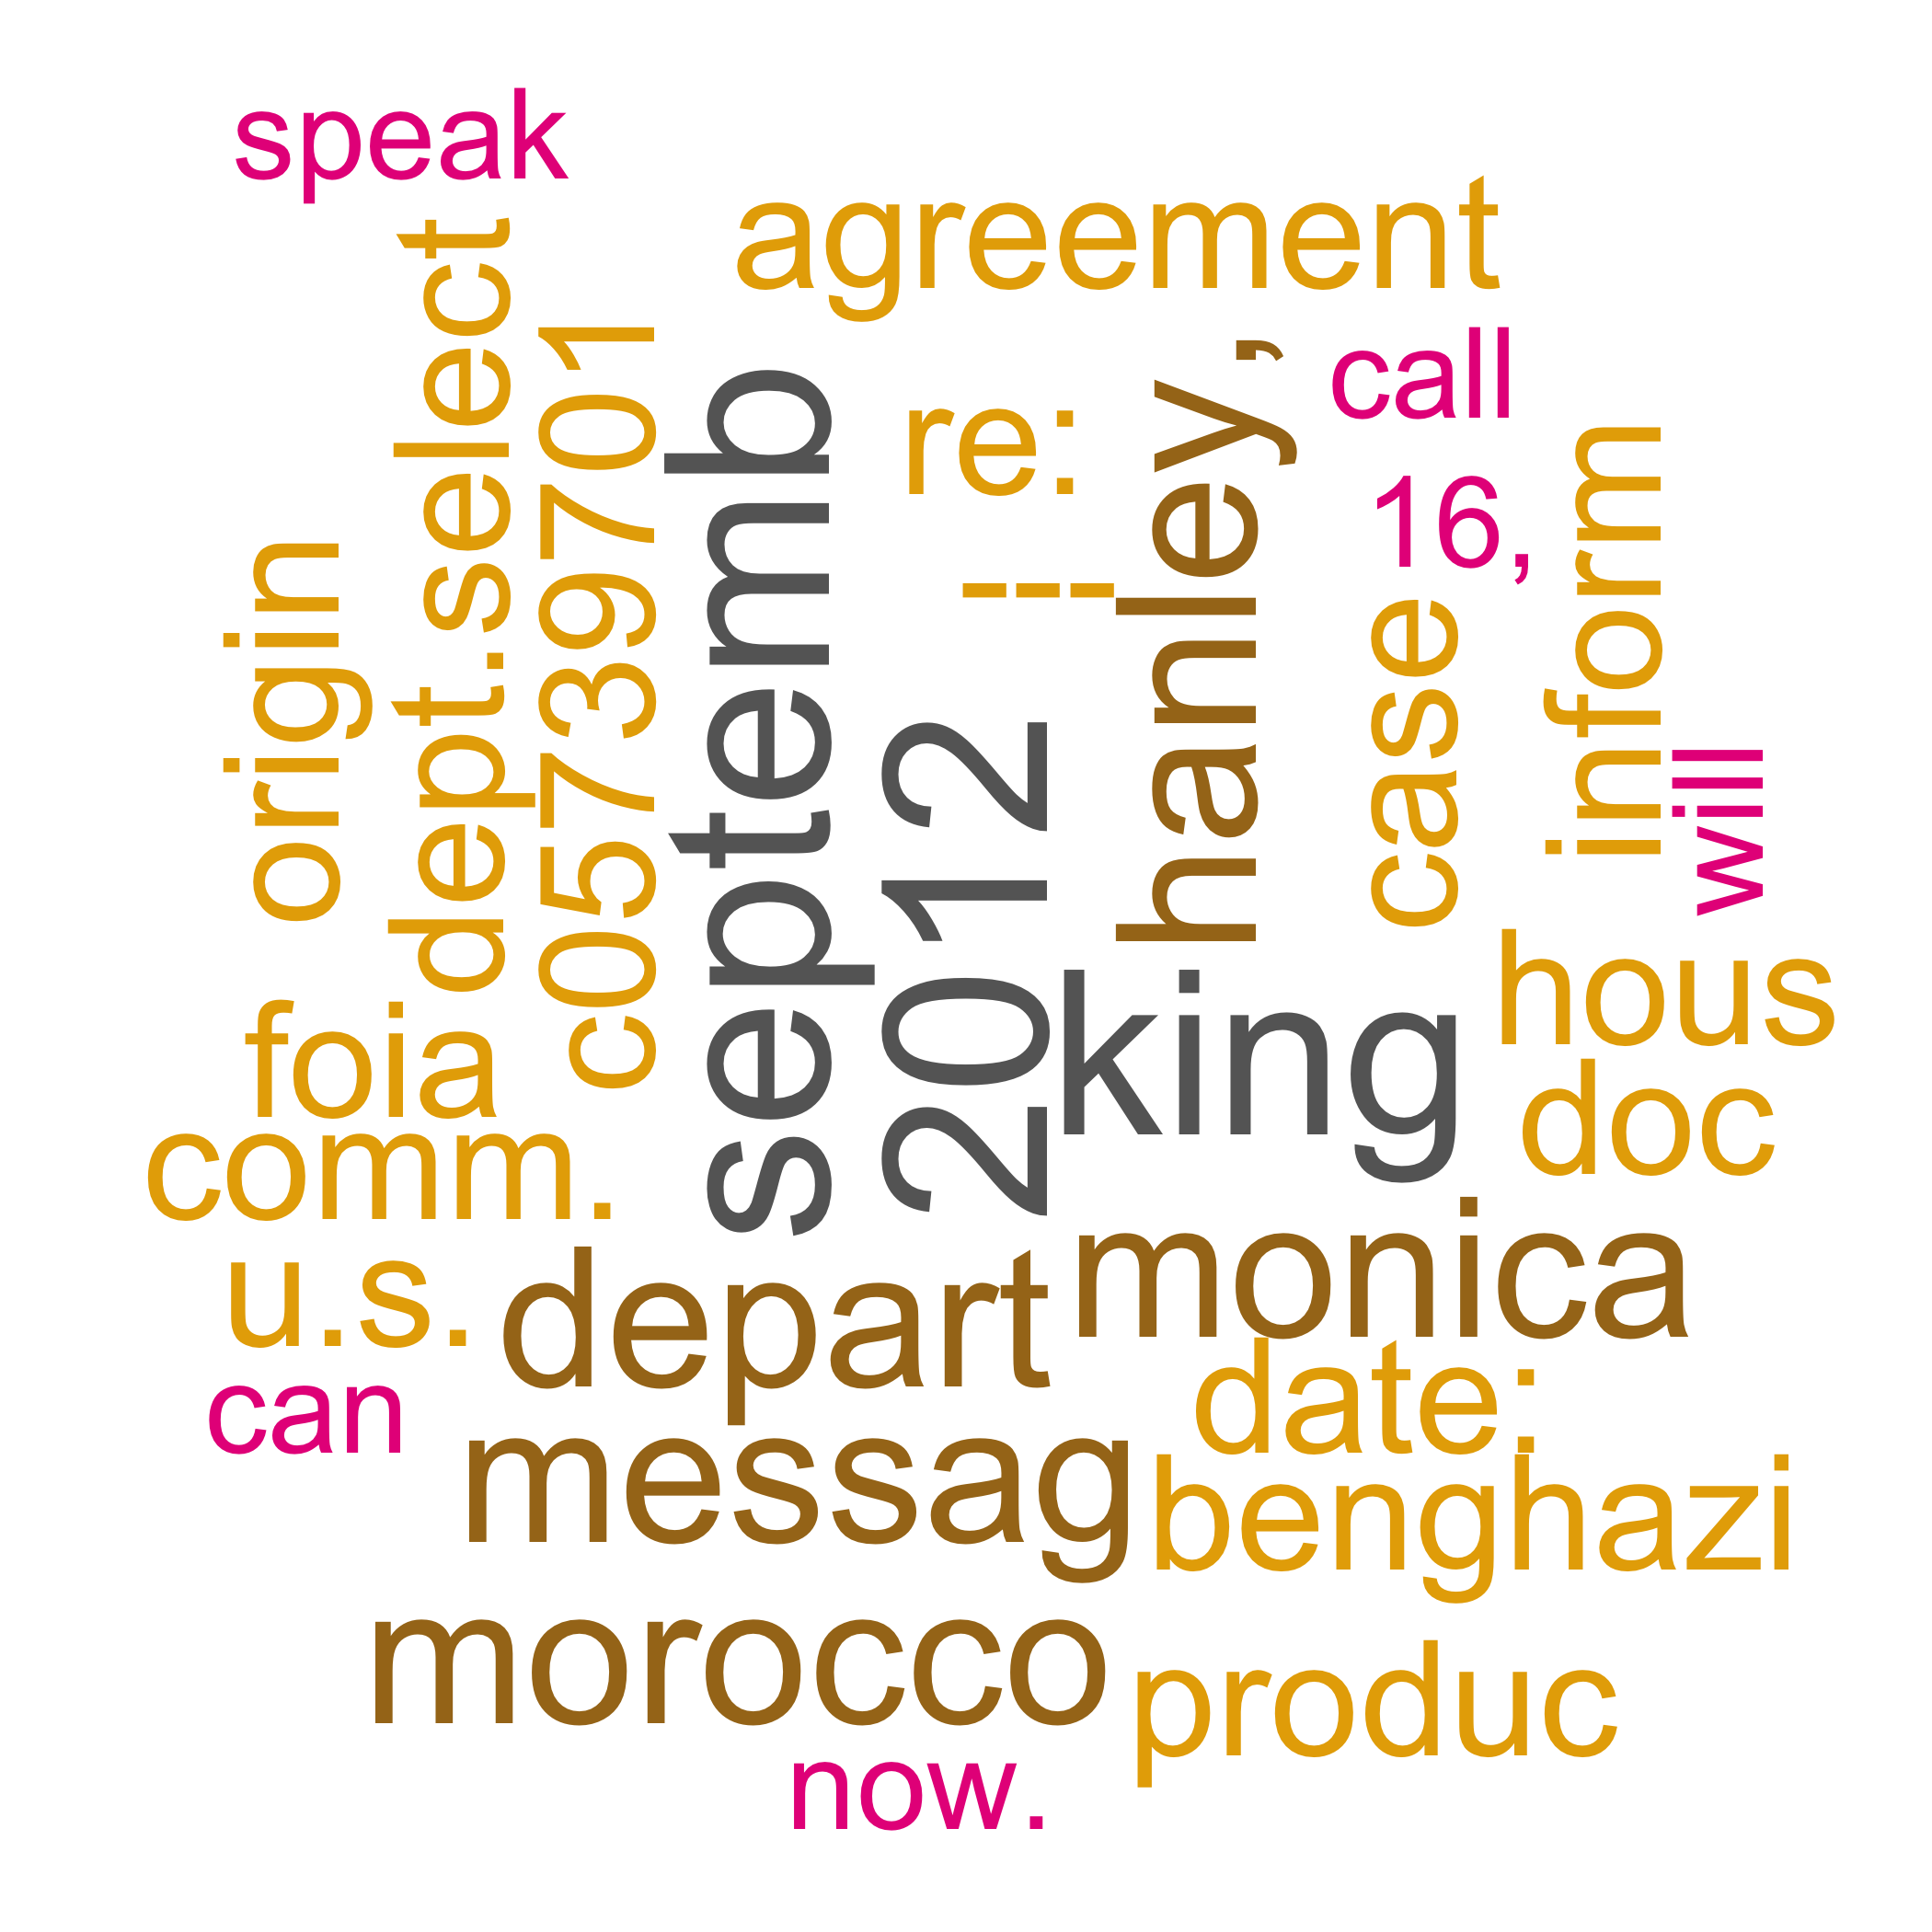 speak
agreement
dept.select
c05739701
call
re:
hanley,
septemb
16,
inform
origin
---
case
2012
will
king
hous
foia
doc
comm.
monica
u.s.
depart
date:
can
messag
benghazi
morocco
produc
now.